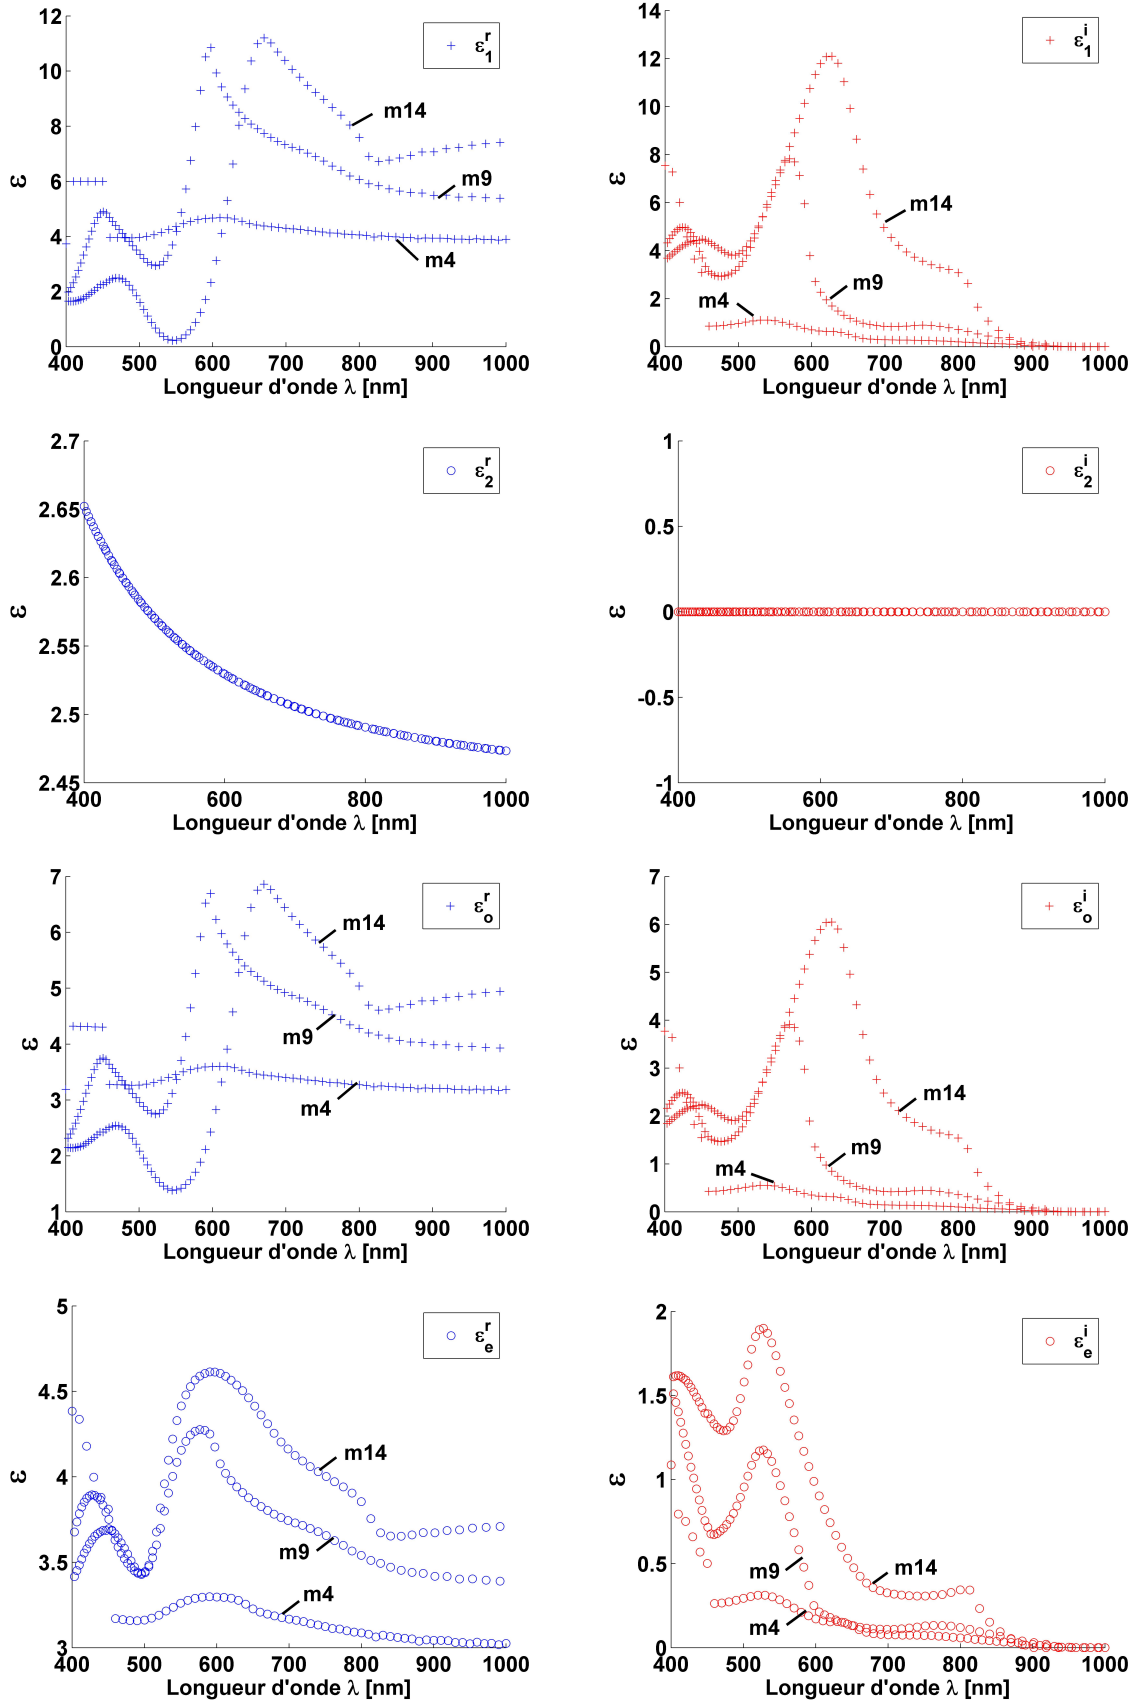 12
10
8
6
4
2
0
ε
ε₁ʳ
m14
m9
m4
400 500 600 700 800 900 1000
Longueur d'onde λ [nm]
14
12
10
8
6
4
2
0
ε
ε₁ⁱ
m14
m9
m4
400 500 600 700 800 900 1000
Longueur d'onde λ [nm]
2.7
2.65
2.6
2.55
2.5
2.45
ε
ε₂ʳ
400 600 800 1000
Longueur d'onde λ [nm]
1
0.5
0
-0.5
-1
ε
ε₂ⁱ
400 600 800 1000
Longueur d'onde λ [nm]
7
6
5
4
3
2
1
ε
εₒʳ
m14
m9
m4
400 500 600 700 800 900 1000
Longueur d'onde λ [nm]
7
6
5
4
3
2
1
0
ε
εₒⁱ
m14
m9
m4
400 500 600 700 800 900 1000
Longueur d'onde λ [nm]
5
4.5
4
3.5
3
ε
εₑʳ
m14
m9
m4
400 500 600 700 800 900 1000
Longueur d'onde λ [nm]
2
1.5
1
0.5
0
ε
εₑⁱ
m14
m9
m4
400 500 600 700 800 900 1000
Longueur d'onde λ [nm]